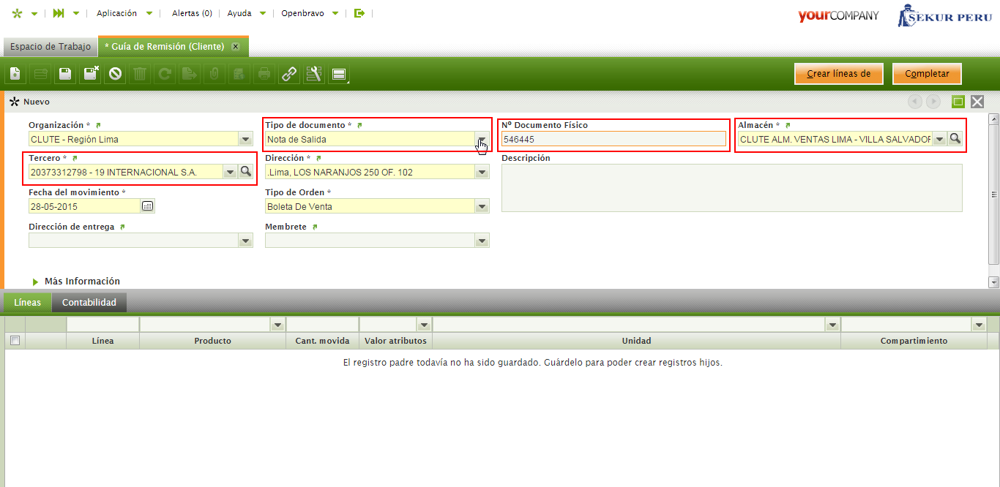 Aplicación Alertas (0) Ayuda Openbravo
yourCOMPANY SEKUR PERU
Espacio de Trabajo * Guía de Remisión (Cliente) x
Crear líneas de Completar
Nuevo
Organización * Tipo de documento * Nº Documento Físico Almacén *
CLUTE - Región Lima Nota de Salida 546445 CLUTE ALM. VENTAS LIMA - VILLA SALVADOR
Tercero * Dirección * Descripción
20373312798 - 19 INTERNACIONAL S.A. .Lima, LOS NARANJOS 250 OF. 102
Fecha del movimiento * Tipo de Orden *
28-05-2015 Boleta De Venta
Dirección de entrega Membrete
Más Información
Líneas Contabilidad
Línea Producto Cant. movida Valor atributos Unidad Compartimiento
El registro padre todavía no ha sido guardado. Guárdelo para poder crear registros hijos.